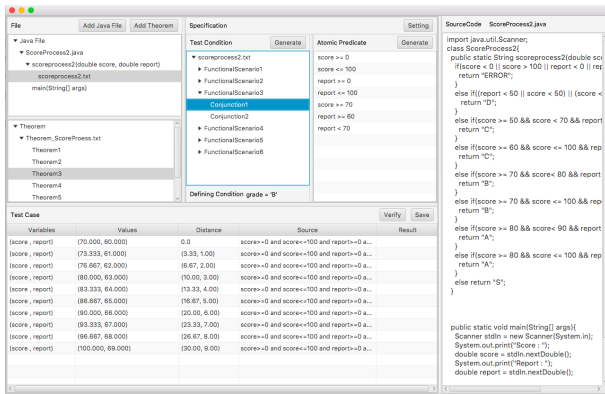 File
Add Java File
Add Theorem
▼ Java File
▼ ScoreProcess2.java
▼ scoreprocess2(double score, double report)
scoreprocess2.txt
main(String[] args)
▼ Theorem
▼ Theorem_ScoreProess.txt
Theorem1
Theorem2
Theorem3
Theorem4
Theorem5
Specification
Setting
Test Condition
Generate
▼ scoreprocess2.txt
▶ FunctionalScenario1
▶ FunctionalScenario2
▼ FunctionalScenario3
Conjunction1
Conjunction2
▶ FunctionalScenario4
▶ FunctionalScenario5
▶ FunctionalScenario6
Defining Condition grade = 'B'
Atomic Predicate
Generate
score >= 0
score <= 100
report >= 0
report <= 100
score >= 70
report >= 60
report < 70
Test Case
Verify
Save
Variables Values Distance Source Result
(score , report) (70.000, 60.000) 0.0 score>=0 and score<=100 and report>=0 a...
(score , report) (73.333, 61.000) (3.33, 1.00) score>=0 and score<=100 and report>=0 a...
(score , report) (76.667, 62.000) (6.67, 2.00) score>=0 and score<=100 and report>=0 a...
(score , report) (80.000, 63.000) (10.00, 3.00) score>=0 and score<=100 and report>=0 a...
(score , report) (83.333, 64.000) (13.33, 4.00) score>=0 and score<=100 and report>=0 a...
(score , report) (86.667, 65.000) (16.67, 5.00) score>=0 and score<=100 and report>=0 a...
(score , report) (90.000, 66.000) (20.00, 6.00) score>=0 and score<=100 and report>=0 a...
(score , report) (93.333, 67.000) (23.33, 7.00) score>=0 and score<=100 and report>=0 a...
(score , report) (96.667, 68.000) (26.67, 8.00) score>=0 and score<=100 and report>=0 a...
(score , report) (100.000, 69.000) (30.00, 9.00) score>=0 and score<=100 and report>=0 a...
SourceCode ScoreProcess2.java
import java.util.Scanner;
class ScoreProcess2{
public static String scoreprocess2(double sco
if(score < 0 || score > 100 || report < 0 || rep
return "ERROR";
}
else if((report < 50 || score < 50) || (score <
return "D";
}
else if(score >= 50 && score < 70 && report
return "C";
}
else if(score >= 60 && score <= 100 && rep
return "C";
}
else if(score >= 70 && score< 80 && report
return "B";
}
else if(score >= 70 && score <= 100 && rep
return "B";
}
else if(score >= 80 && score< 90 && report
return "A";
}
else if(score >= 80 && score <= 100 && rep
return "A";
}
else return "S";
}
public static void main(String[] args){
Scanner stdIn = new Scanner(System.in);
System.out.print("Score : ");
double score = stdIn.nextDouble();
System.out.print("Report : ");
double report = stdIn.nextDouble();